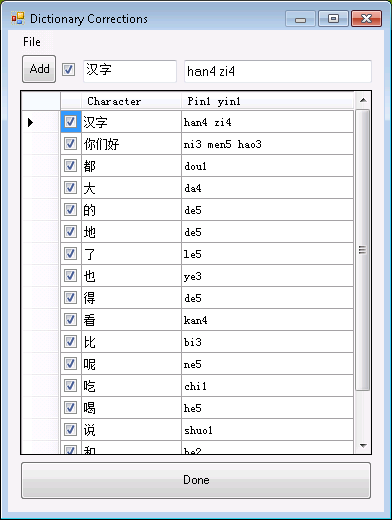 Dictionary Corrections
File
Add 汉字 han4 zi4
Character Pin1 yin1
汉字 han4 zi4
你们好 ni3 men5 hao3
都 dou1
大 da4
的 de5
地 de5
了 le5
也 ye3
得 de5
看 kan4
比 bi3
呢 ne5
吃 chi1
喝 he5
说 shuo1
和 he2
Done